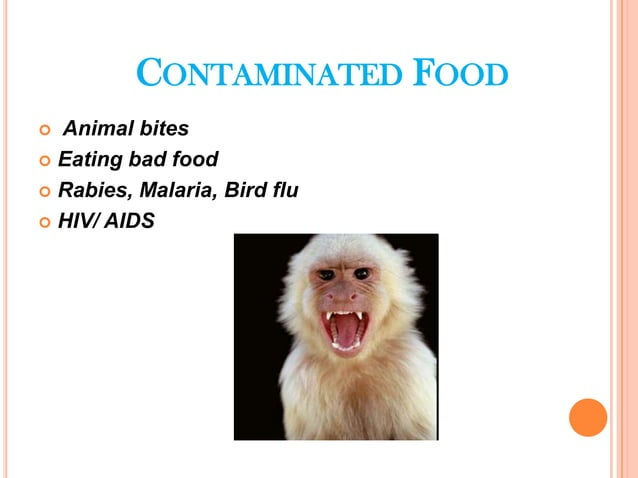 CONTAMINATED FOOD
Animal bites
Eating bad food
Rabies, Malaria, Bird flu
HIV/ AIDS